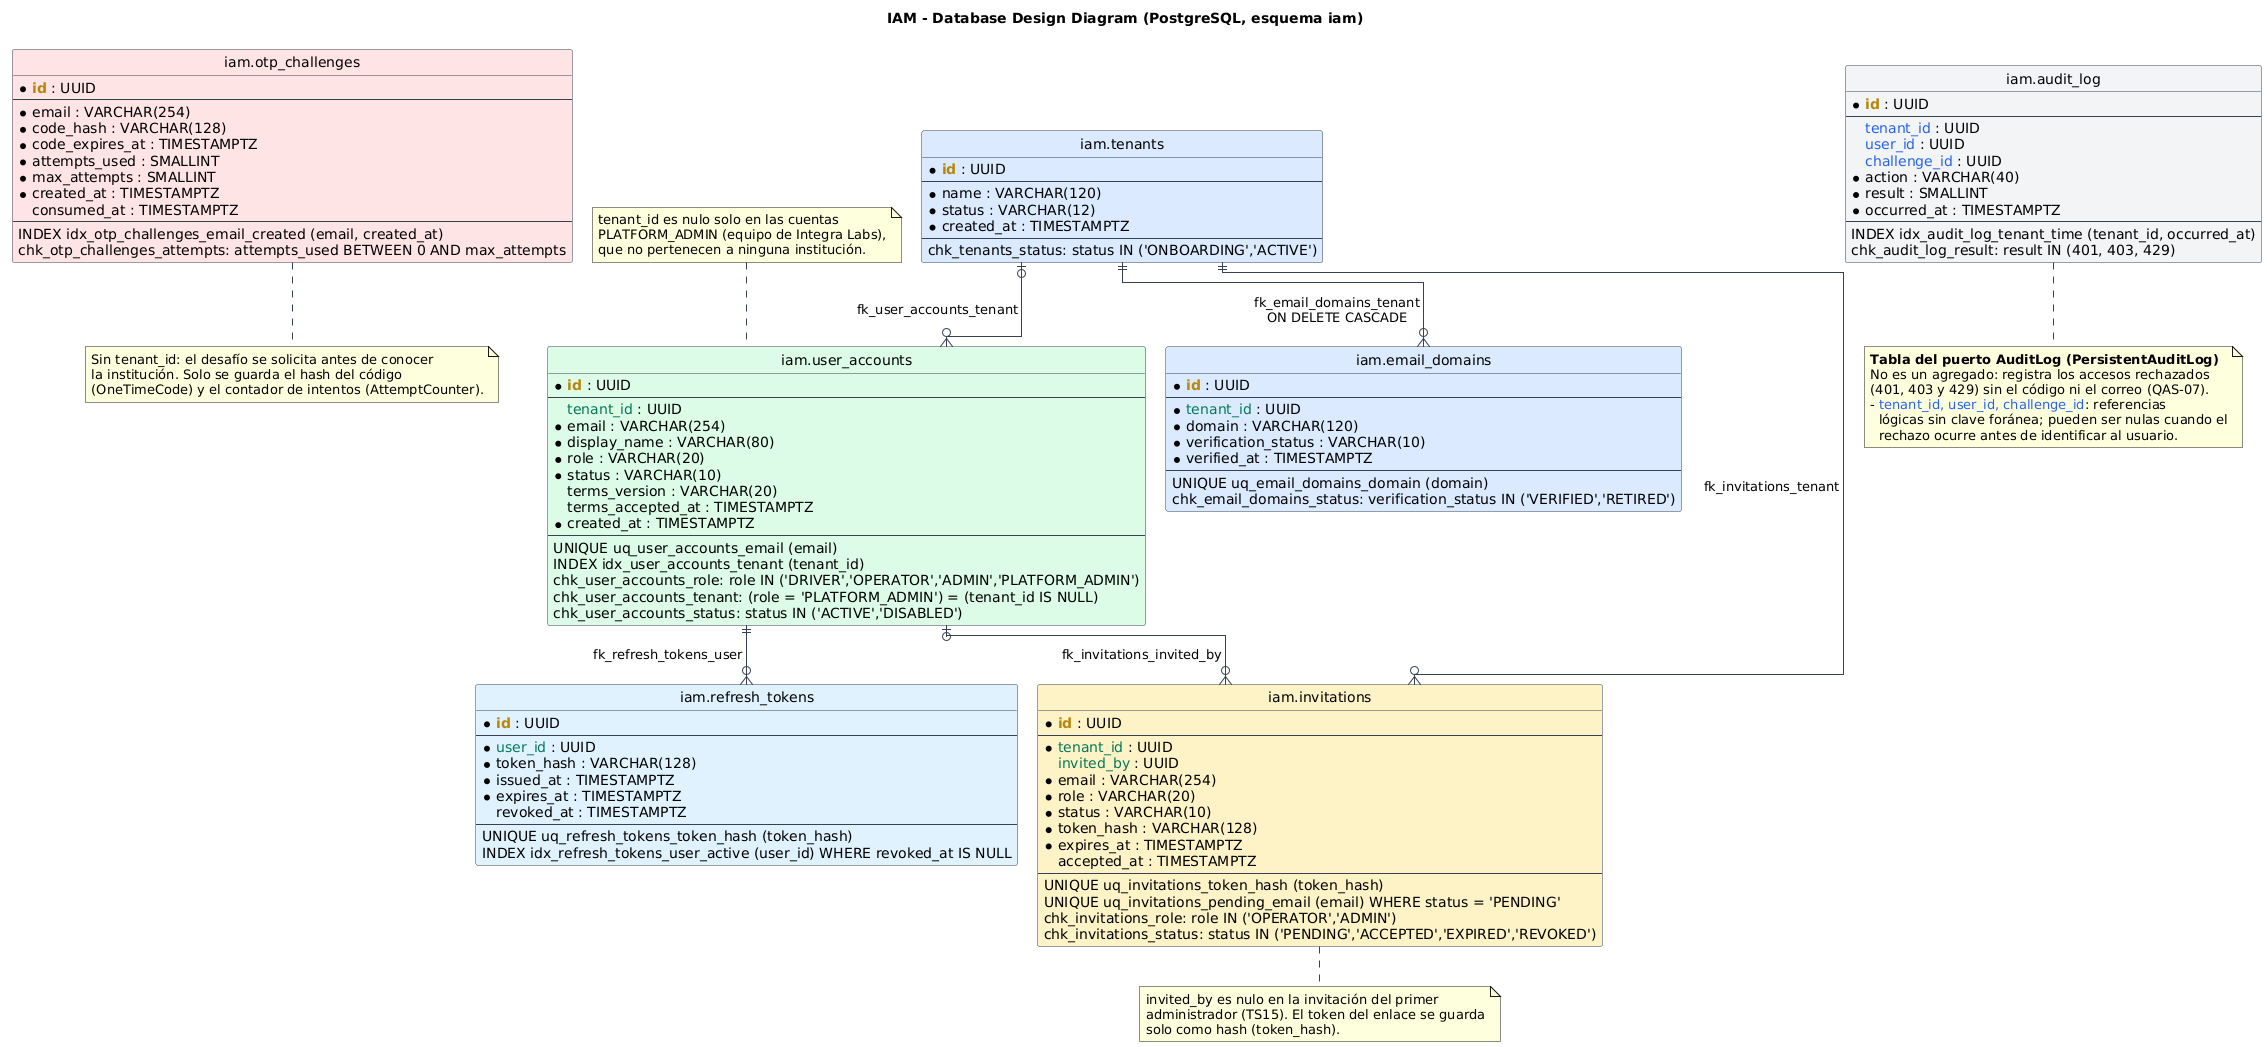 IAM - Database Design Diagram (PostgreSQL, esquema iam)
iam.otp_challenges
id : UUID
email : VARCHAR(254)
code_hash : VARCHAR(128)
code_expires_at : TIMESTAMPTZ
attempts_used : SMALLINT
max_attempts : SMALLINT
created_at : TIMESTAMPTZ
consumed_at : TIMESTAMPTZ
INDEX idx_otp_challenges_email_created (email, created_at)
chk_otp_challenges_attempts: attempts_used BETWEEN 0 AND max_attempts
Sin tenant_id: el desafío se solicita antes de conocer
la institución. Solo se guarda el hash del código
(OneTimeCode) y el contador de intentos (AttemptCounter).
tenant_id es nulo solo en las cuentas
PLATFORM_ADMIN (equipo de Integra Labs),
que no pertenecen a ninguna institución.
iam.tenants
id : UUID
name : VARCHAR(120)
status : VARCHAR(12)
created_at : TIMESTAMPTZ
chk_tenants_status: status IN ('ONBOARDING','ACTIVE')
iam.audit_log
id : UUID
tenant_id : UUID
user_id : UUID
challenge_id : UUID
action : VARCHAR(40)
result : SMALLINT
occurred_at : TIMESTAMPTZ
INDEX idx_audit_log_tenant_time (tenant_id, occurred_at)
chk_audit_log_result: result IN (401, 403, 429)
Tabla del puerto AuditLog (PersistentAuditLog)
No es un agregado: registra los accesos rechazados
(401, 403 y 429) sin el código ni el correo (QAS-07).
- tenant_id, user_id, challenge_id: referencias
lógicas sin clave foránea; pueden ser nulas cuando el
rechazo ocurre antes de identificar al usuario.
fk_user_accounts_tenant
fk_email_domains_tenant
ON DELETE CASCADE
fk_invitations_tenant
iam.user_accounts
id : UUID
tenant_id : UUID
email : VARCHAR(254)
display_name : VARCHAR(80)
role : VARCHAR(20)
status : VARCHAR(10)
terms_version : VARCHAR(20)
terms_accepted_at : TIMESTAMPTZ
created_at : TIMESTAMPTZ
UNIQUE uq_user_accounts_email (email)
INDEX idx_user_accounts_tenant (tenant_id)
chk_user_accounts_role: role IN ('DRIVER','OPERATOR','ADMIN','PLATFORM_ADMIN')
chk_user_accounts_tenant: (role = 'PLATFORM_ADMIN') = (tenant_id IS NULL)
chk_user_accounts_status: status IN ('ACTIVE','DISABLED')
iam.email_domains
id : UUID
tenant_id : UUID
domain : VARCHAR(120)
verification_status : VARCHAR(10)
verified_at : TIMESTAMPTZ
UNIQUE uq_email_domains_domain (domain)
chk_email_domains_status: verification_status IN ('VERIFIED','RETIRED')
fk_refresh_tokens_user
fk_invitations_invited_by
iam.refresh_tokens
id : UUID
user_id : UUID
token_hash : VARCHAR(128)
issued_at : TIMESTAMPTZ
expires_at : TIMESTAMPTZ
revoked_at : TIMESTAMPTZ
UNIQUE uq_refresh_tokens_token_hash (token_hash)
INDEX idx_refresh_tokens_user_active (user_id) WHERE revoked_at IS NULL
iam.invitations
id : UUID
tenant_id : UUID
invited_by : UUID
email : VARCHAR(254)
role : VARCHAR(20)
status : VARCHAR(10)
token_hash : VARCHAR(128)
expires_at : TIMESTAMPTZ
accepted_at : TIMESTAMPTZ
UNIQUE uq_invitations_token_hash (token_hash)
UNIQUE uq_invitations_pending_email (email) WHERE status = 'PENDING'
chk_invitations_role: role IN ('OPERATOR','ADMIN')
chk_invitations_status: status IN ('PENDING','ACCEPTED','EXPIRED','REVOKED')
invited_by es nulo en la invitación del primer
administrador (TS15). El token del enlace se guarda
solo como hash (token_hash).